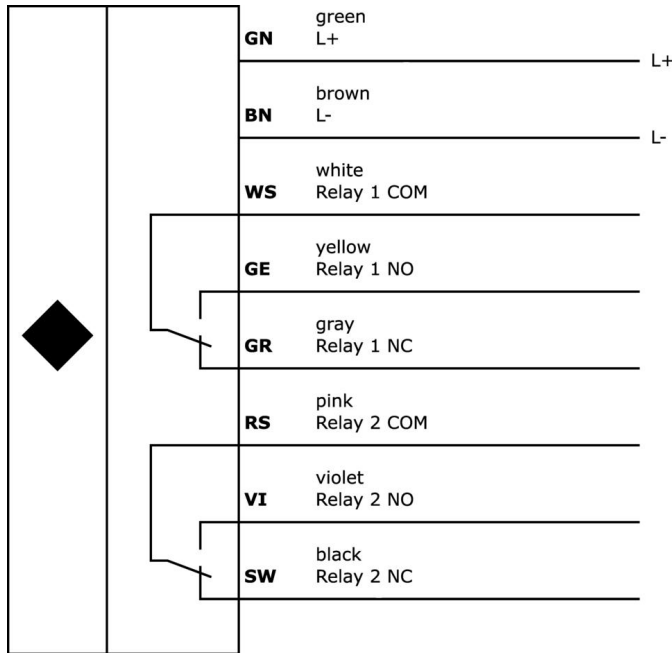 green
GN L+
L+
brown
BN L-
L-
white
WS Relay 1 COM
yellow
GE Relay 1 NO
gray
GR Relay 1 NC
pink
RS Relay 2 COM
violet
VI Relay 2 NO
black
SW Relay 2 NC